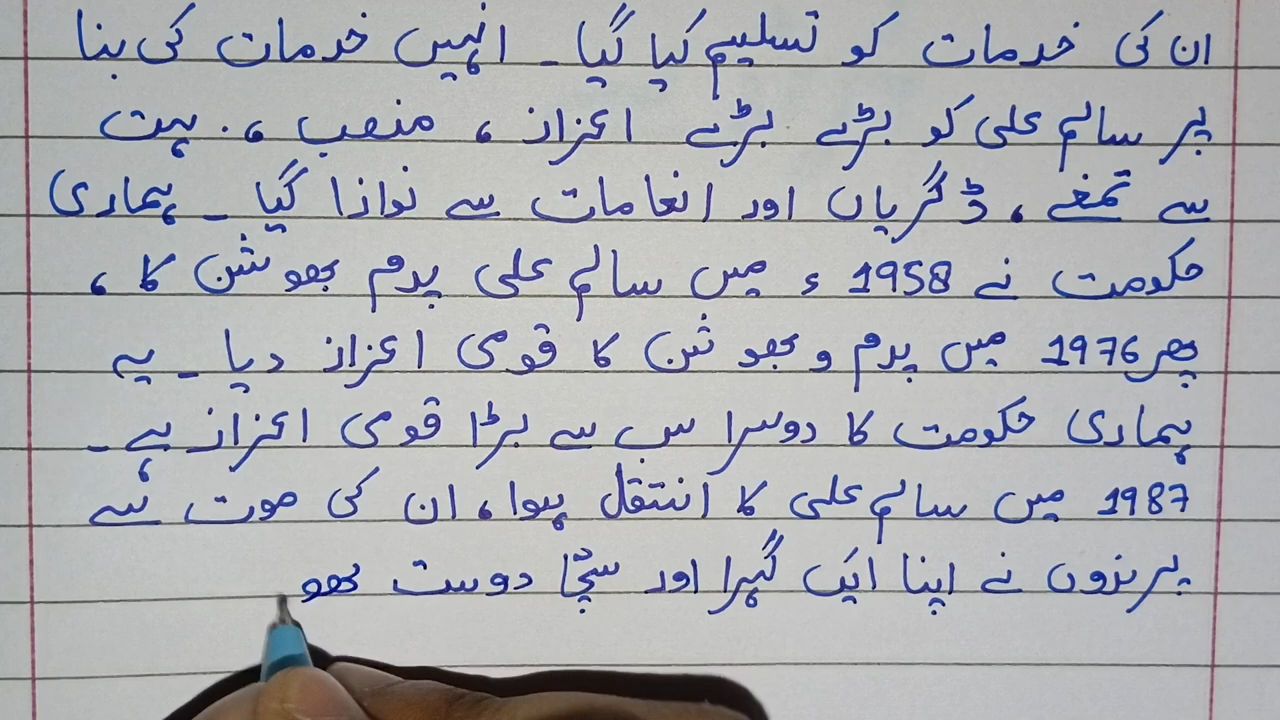 ان کی خدمات کو تسلیم کیا گیا۔ انہیں خدمات کی بنا
پر سالم علی کو بڑے بڑے اعزاز، منصب، بہت
سے تمغے، ڈگریاں اور انعامات سے نوازا گیا۔ ہماری
حکومت نے 1958ء میں سالم علی پدم بھوشن کا،
پھر 1976 میں پدم وبھوشن کا قومی اعزاز دیا۔ یہ
ہماری حکومت کا دوسرا سب سے بڑا قومی اعزاز ہے۔
1987 میں سالم علی کا انتقل ہوا، ان کی موت سے
پرندوں نے اپنا ایک گہرا اور سچّا دوست کھو